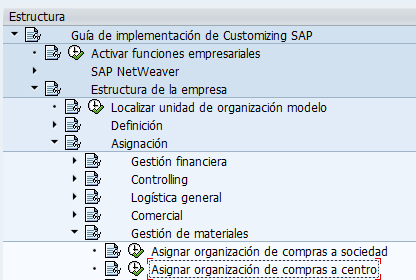 Estructura
Guía de implementación de Customizing SAP
Activar funciones empresariales
SAP NetWeaver
Estructura de la empresa
Localizar unidad de organización modelo
Definición
Asignación
Gestión financiera
Controlling
Logística general
Comercial
Gestión de materiales
Asignar organización de compras a sociedad
Asignar organización de compras a centro